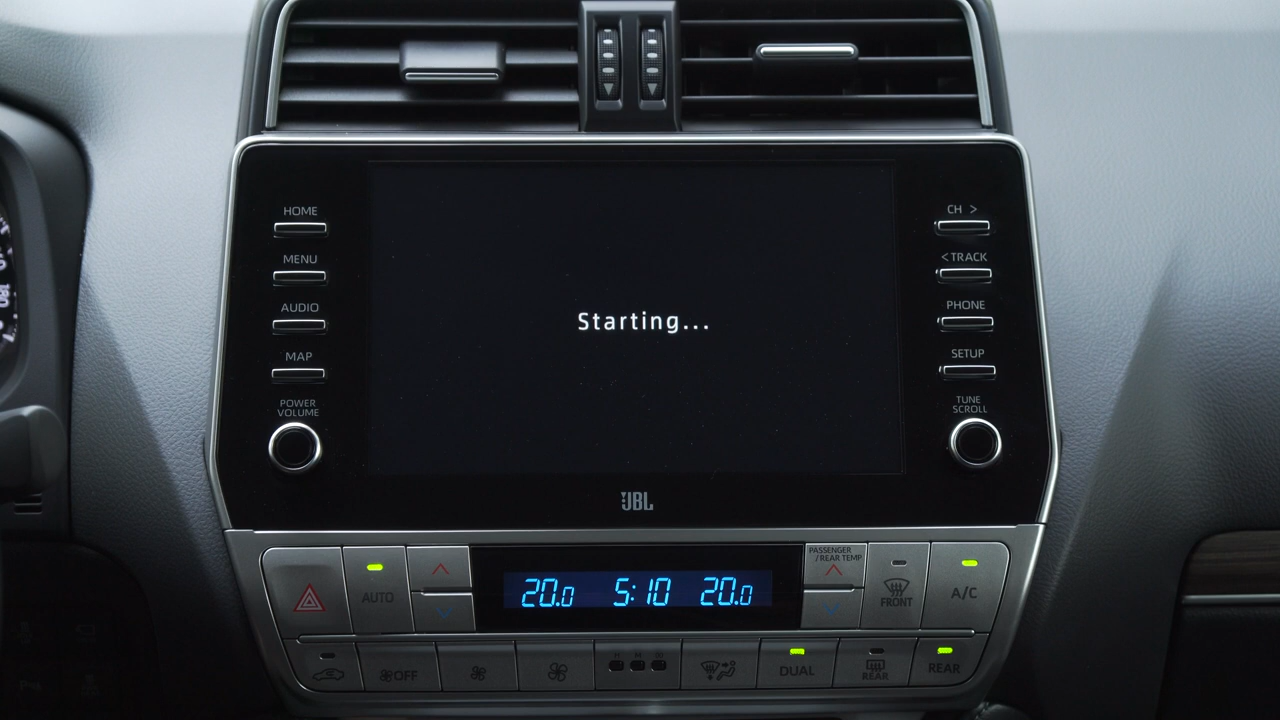 HOME
MENU
AUDIO
MAP
POWER
VOLUME
Starting...
CH >
< TRACK
PHONE
SETUP
TUNE
SCROLL
JBL
AUTO
20.0 5:10 20.0
PASSENGER
/REAR TEMP
FRONT
A/C
OFF
H M
DUAL
REAR
REAR